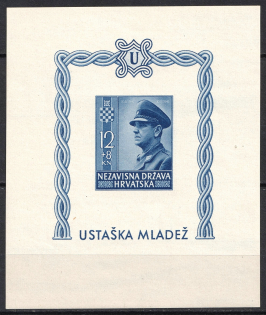 U
12
+8
KN
NEZAVISNA DRŽAVA
HRVATSKA
USTAŠKA MLADEŽ